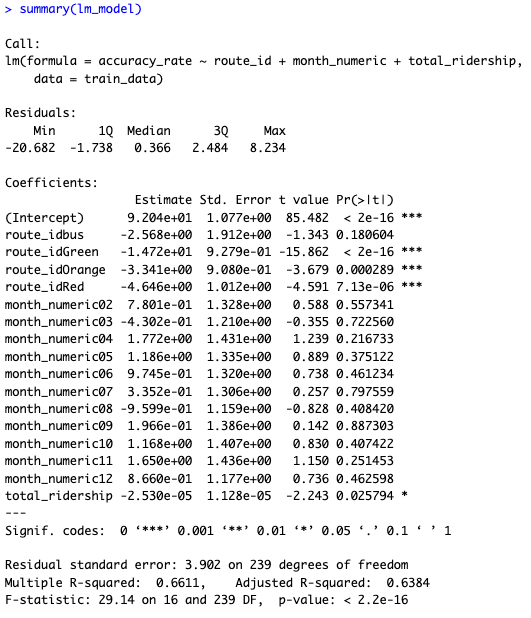 > summary(lm_model)

Call:
lm(formula = accuracy_rate ~ route_id + month_numeric + total_ridership,
    data = train_data)

Residuals:
    Min      1Q  Median      3Q     Max
-20.682  -1.738   0.366   2.484   8.234

Coefficients:
                  Estimate Std. Error t value Pr(>|t|)
(Intercept)      9.204e+01  1.077e+00  85.482  < 2e-16 ***
route_idbus     -2.568e+00  1.912e+00  -1.343 0.180604
route_idGreen   -1.472e+01  9.279e-01 -15.862  < 2e-16 ***
route_idOrange  -3.341e+00  9.080e-01  -3.679 0.000289 ***
route_idRed     -4.646e+00  1.012e+00  -4.591 7.13e-06 ***
month_numeric02  7.801e-01  1.328e+00   0.588 0.557341
month_numeric03 -4.302e-01  1.210e+00  -0.355 0.722560
month_numeric04  1.772e+00  1.431e+00   1.239 0.216733
month_numeric05  1.186e+00  1.335e+00   0.889 0.375122
month_numeric06  9.745e-01  1.320e+00   0.738 0.461234
month_numeric07  3.352e-01  1.306e+00   0.257 0.797559
month_numeric08 -9.599e-01  1.159e+00  -0.828 0.408420
month_numeric09  1.966e-01  1.386e+00   0.142 0.887303
month_numeric10  1.168e+00  1.407e+00   0.830 0.407422
month_numeric11  1.650e+00  1.436e+00   1.150 0.251453
month_numeric12  8.660e-01  1.177e+00   0.736 0.462598
total_ridership -2.530e-05  1.128e-05  -2.243 0.025794 *
---
Signif. codes:  0 ‘***’ 0.001 ‘**’ 0.01 ‘*’ 0.05 ‘.’ 0.1 ‘ ’ 1

Residual standard error: 3.902 on 239 degrees of freedom
Multiple R-squared:  0.6611,	Adjusted R-squared:  0.6384
F-statistic: 29.14 on 16 and 239 DF,  p-value: < 2.2e-16